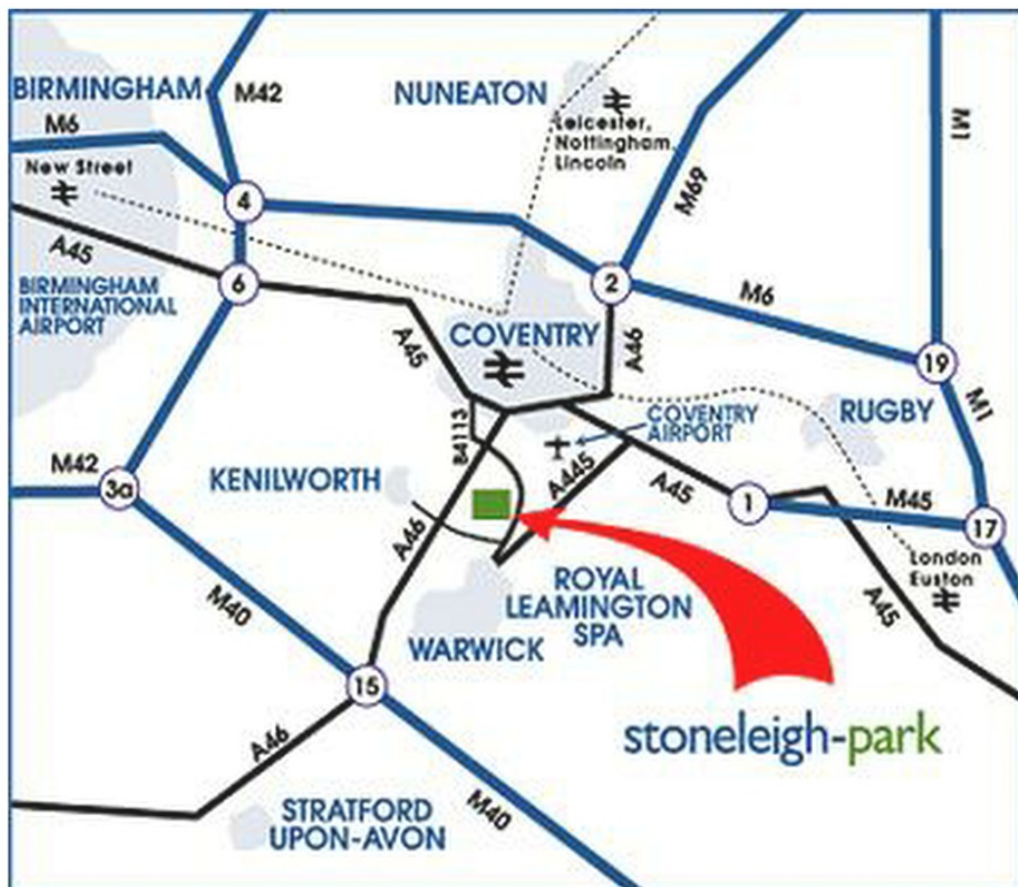 BIRMINGHAM
M42
NUNEATON
M6
Leicester,
Nottingham,
Lincoln
M1
New Street
M69
4
A45
6
BIRMINGHAM
INTERNATIONAL
AIRPORT
2
M6
A45
COVENTRY
A46
19
M1
RUGBY
COVENTRY
AIRPORT
B4113
M42
3a
KENILWORTH
A445
A45
1
M45
17
A46
London
Euston
A45
M40
ROYAL
LEAMINGTON
SPA
WARWICK
15
stoneleigh-park
A46
STRATFORD
UPON-AVON
M40